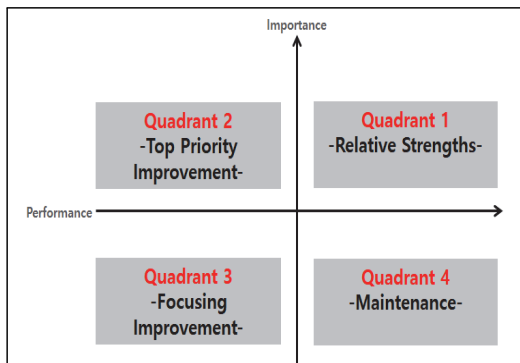 Importance
Quadrant 2
-Top Priority
Improvement-
Quadrant 1
-Relative Strengths-
Performance
Quadrant 3
-Focusing
Improvement-
Quadrant 4
-Maintenance-